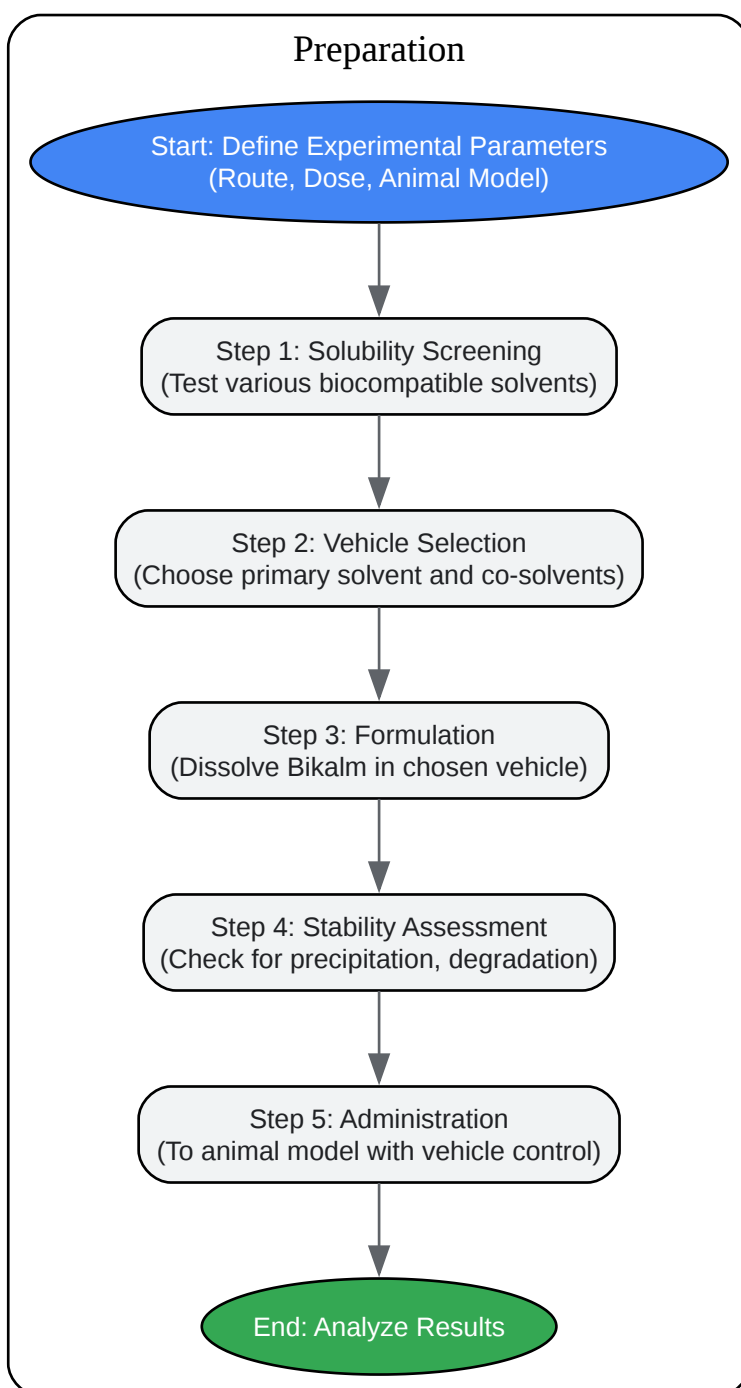 Preparation
Start: Define Experimental Parameters
(Route, Dose, Animal Model)
Step 1: Solubility Screening
(Test various biocompatible solvents)
Step 2: Vehicle Selection
(Choose primary solvent and co-solvents)
Step 3: Formulation
(Dissolve Bikalm in chosen vehicle)
Step 4: Stability Assessment
(Check for precipitation, degradation)
Step 5: Administration
(To animal model with vehicle control)
End: Analyze Results